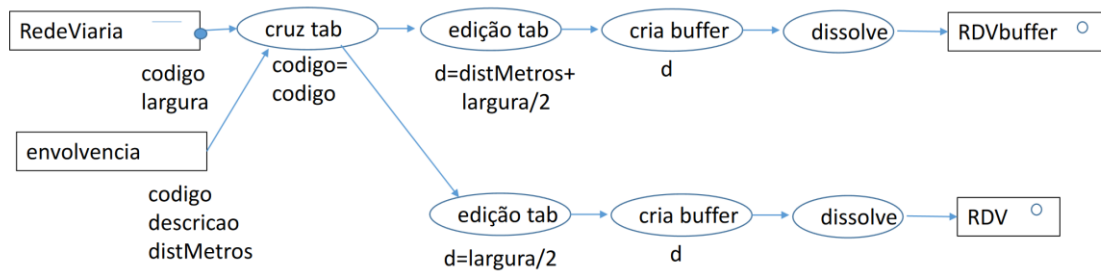 RedeViaria
cruz tab
edição tab
cria buffer
dissolve
RDVbuffer
codigo
largura
codigo=
codigo
d=distMetros+
largura/2
d
envolvencia
codigo
descricao
distMetros
edição tab
cria buffer
dissolve
RDV
d=largura/2
d